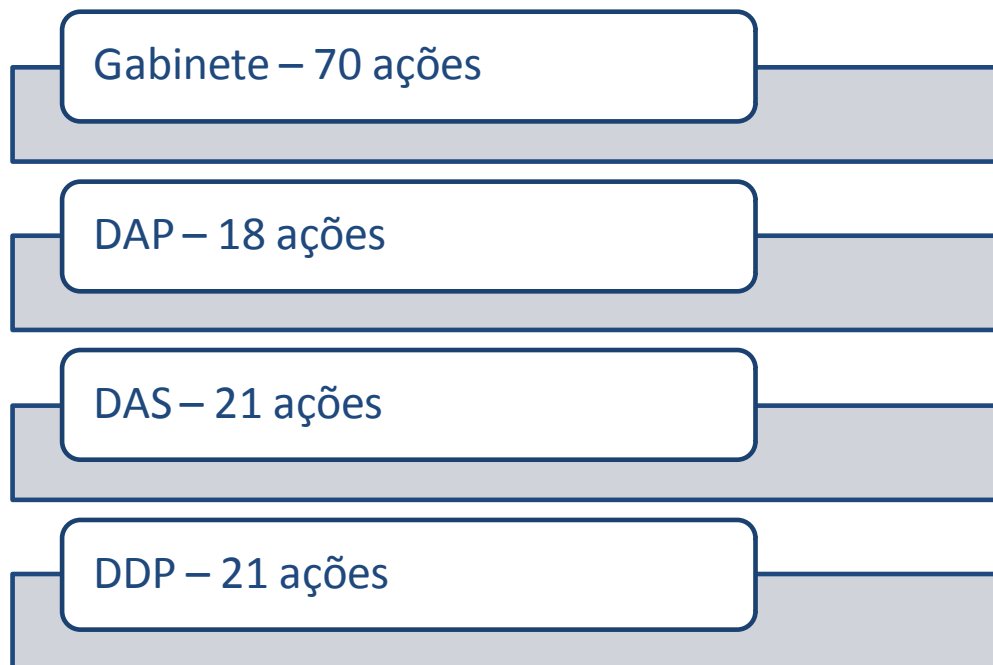 Gabinete – 70 ações
DAP – 18 ações
DAS – 21 ações
DDP – 21 ações